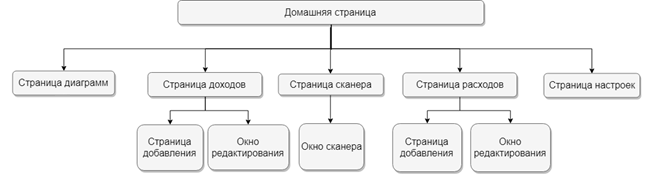 Домашняя страница
Страница диаграмм
Страница доходов
Страница сканера
Страница расходов
Страница настроек
Страница
добавления
Окно
редактирования
Окно сканера
Страница
добавления
Окно
редактирования